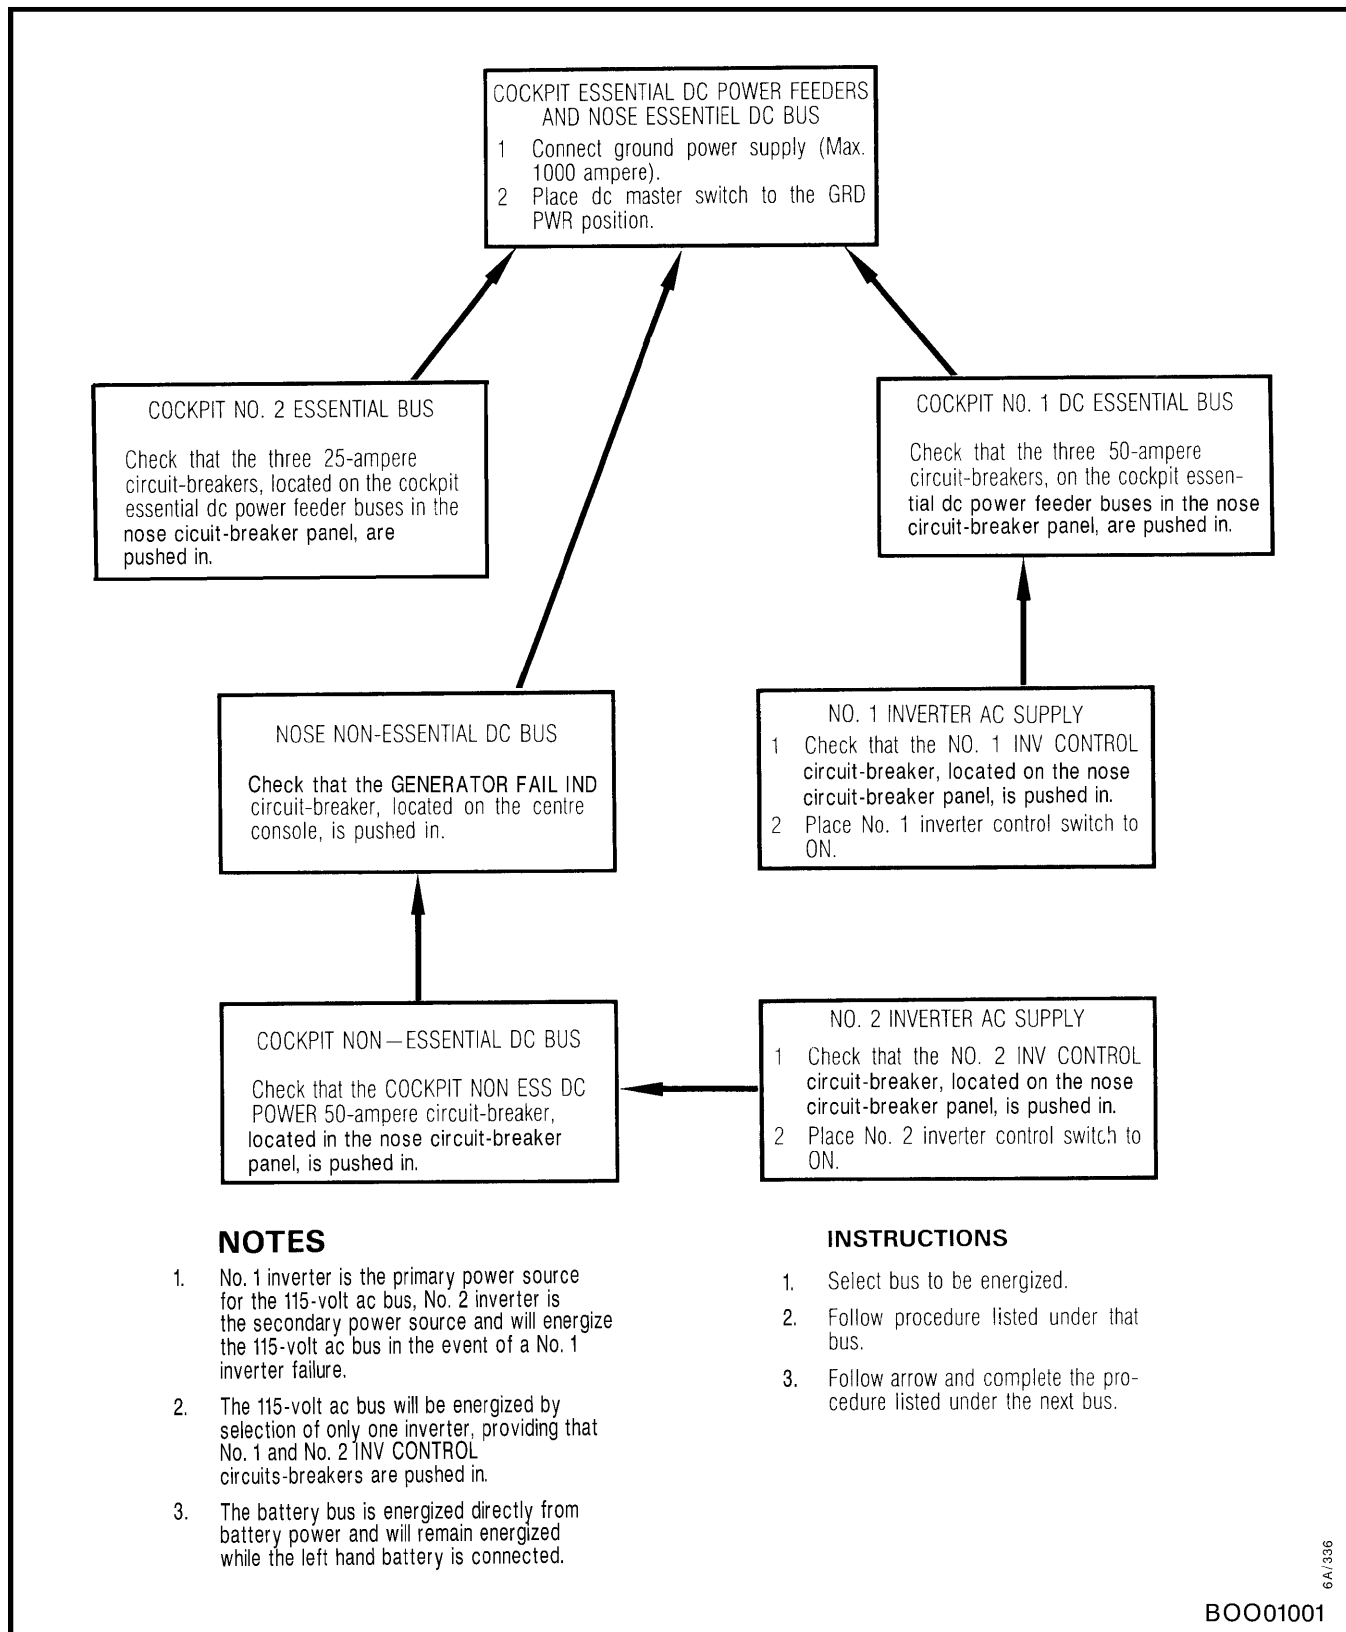 COCKPIT ESSENTIAL DC POWER FEEDERS
AND NOSE ESSENTIEL DC BUS
1 Connect ground power supply (Max.
1000 ampere).
2 Place dc master switch to the GRD
PWR position.
COCKPIT NO. 2 ESSENTIAL BUS
Check that the three 25-ampere
circuit-breakers, located on the cockpit
essential dc power feeder buses in the
nose cicuit-breaker panel, are
pushed in.
COCKPIT NO. 1 DC ESSENTIAL BUS
Check that the three 50-ampere
circuit-breakers, on the cockpit essen-
tial dc power feeder buses in the nose
circuit-breaker panel, are pushed in.
NOSE NON-ESSENTIAL DC BUS
Check that the GENERATOR FAIL IND
circuit-breaker, located on the centre
console, is pushed in.
NO. 1 INVERTER AC SUPPLY
1 Check that the NO. 1 INV CONTROL
circuit-breaker, located on the nose
circuit-breaker panel, is pushed in.
2 Place No. 1 inverter control switch to
ON.
COCKPIT NON—ESSENTIAL DC BUS
Check that the COCKPIT NON ESS DC
POWER 50-ampere circuit-breaker,
located in the nose circuit-breaker
panel, is pushed in.
NO. 2 INVERTER AC SUPPLY
1 Check that the NO. 2 INV CONTROL
circuit-breaker, located on the nose
circuit-breaker panel, is pushed in.
2 Place No. 2 inverter control switch to
ON.
NOTES
1. No. 1 inverter is the primary power source
for the 115-volt ac bus, No. 2 inverter is
the secondary power source and will energize
the 115-volt ac bus in the event of a No. 1
inverter failure.
2. The 115-volt ac bus will be energized by
selection of only one inverter, providing that
No. 1 and No. 2 INV CONTROL
circuits-breakers are pushed in.
3. The battery bus is energized directly from
battery power and will remain energized
while the left hand battery is connected.
INSTRUCTIONS
1. Select bus to be energized.
2. Follow procedure listed under that
bus.
3. Follow arrow and complete the pro-
cedure listed under the next bus.
6A/336
BOO01001